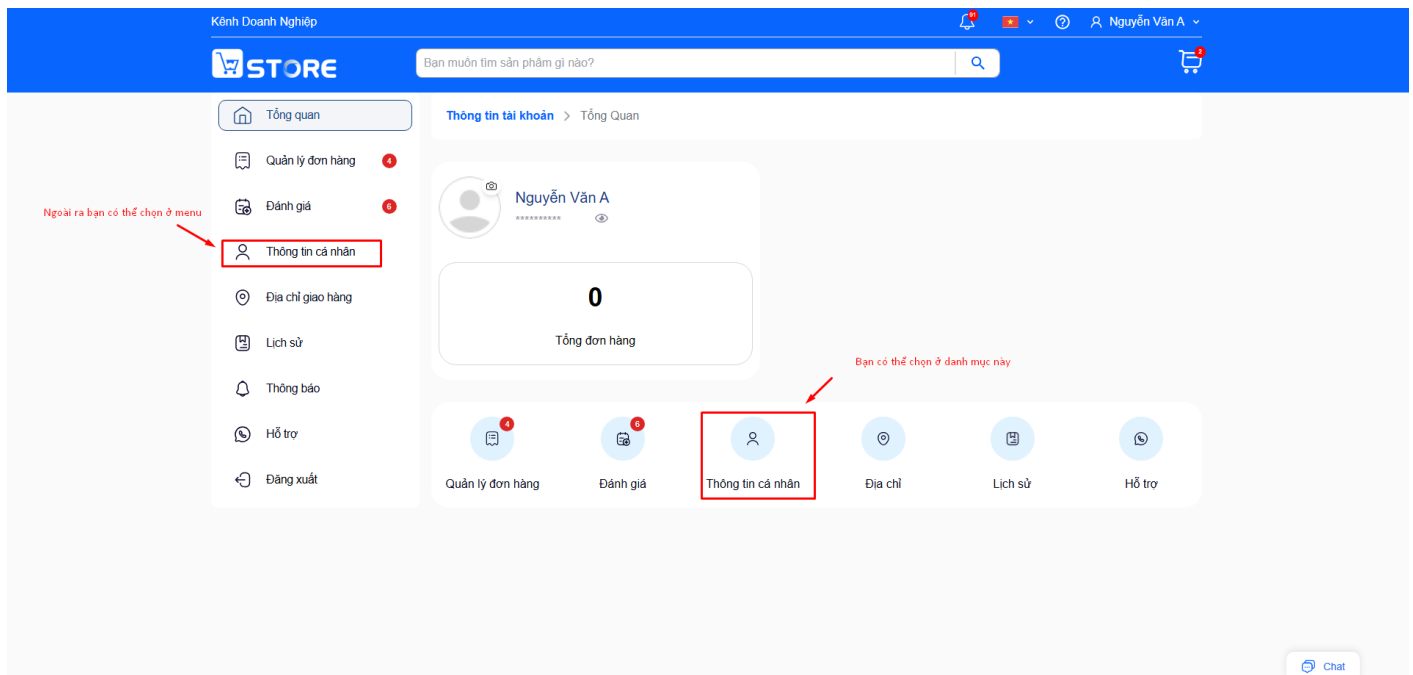 Kênh Doanh Nghiệp
91
Nguyễn Văn A
STORE
Bạn muốn tìm sản phẩm gì nào?
2
Tổng quan
Thông tin tài khoản > Tổng Quan
Quản lý đơn hàng 4
Nguyễn Văn A
**********
Đánh giá 6
Ngoài ra bạn có thể chọn ở menu
Thông tin cá nhân
Địa chỉ giao hàng
0
Tổng đơn hàng
Lịch sử
Bạn có thể chọn ở danh mục này
Thông báo
Hỗ trợ
Đăng xuất
4
Quản lý đơn hàng
6
Đánh giá
Thông tin cá nhân
Địa chỉ
Lịch sử
Hỗ trợ
Chat